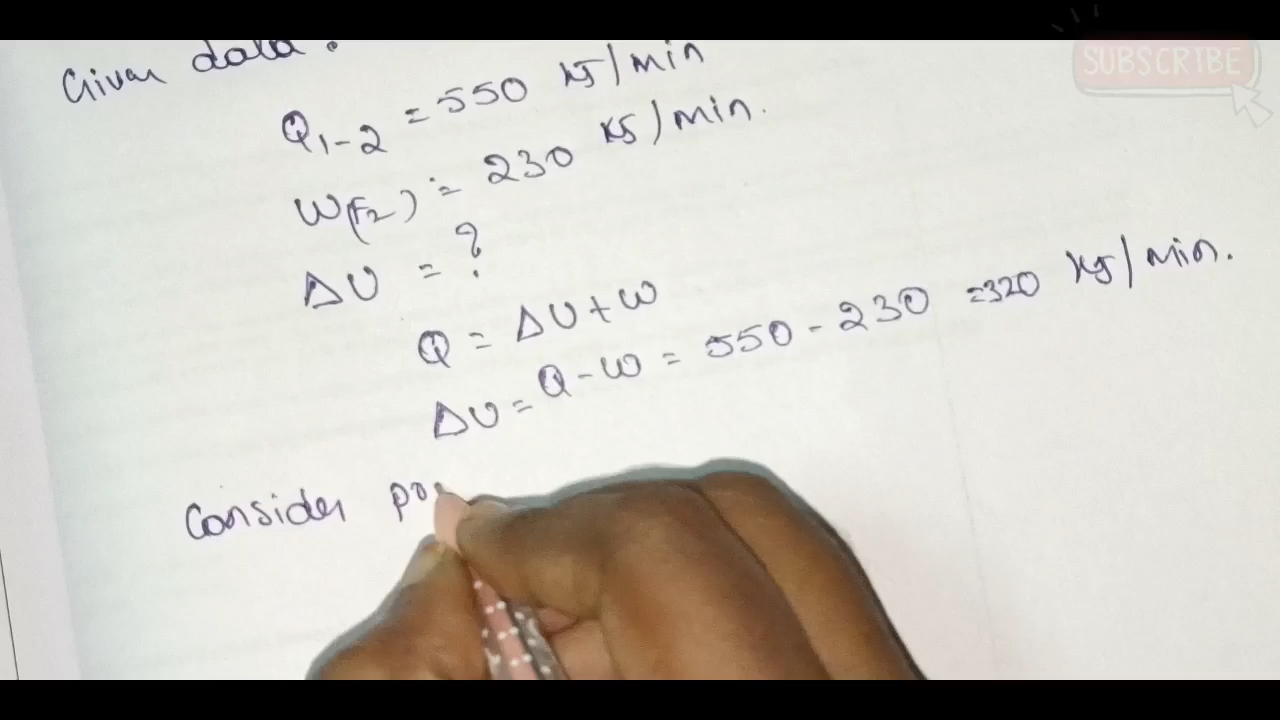 SUBSCRIBE
Given data:
Q1-2 = 550 kJ/min
W(F2) = 230 kJ/min.
ΔU = ?
Q = ΔU + W
ΔU = Q - W = 550 - 230 = 320 kJ/min.
Consider